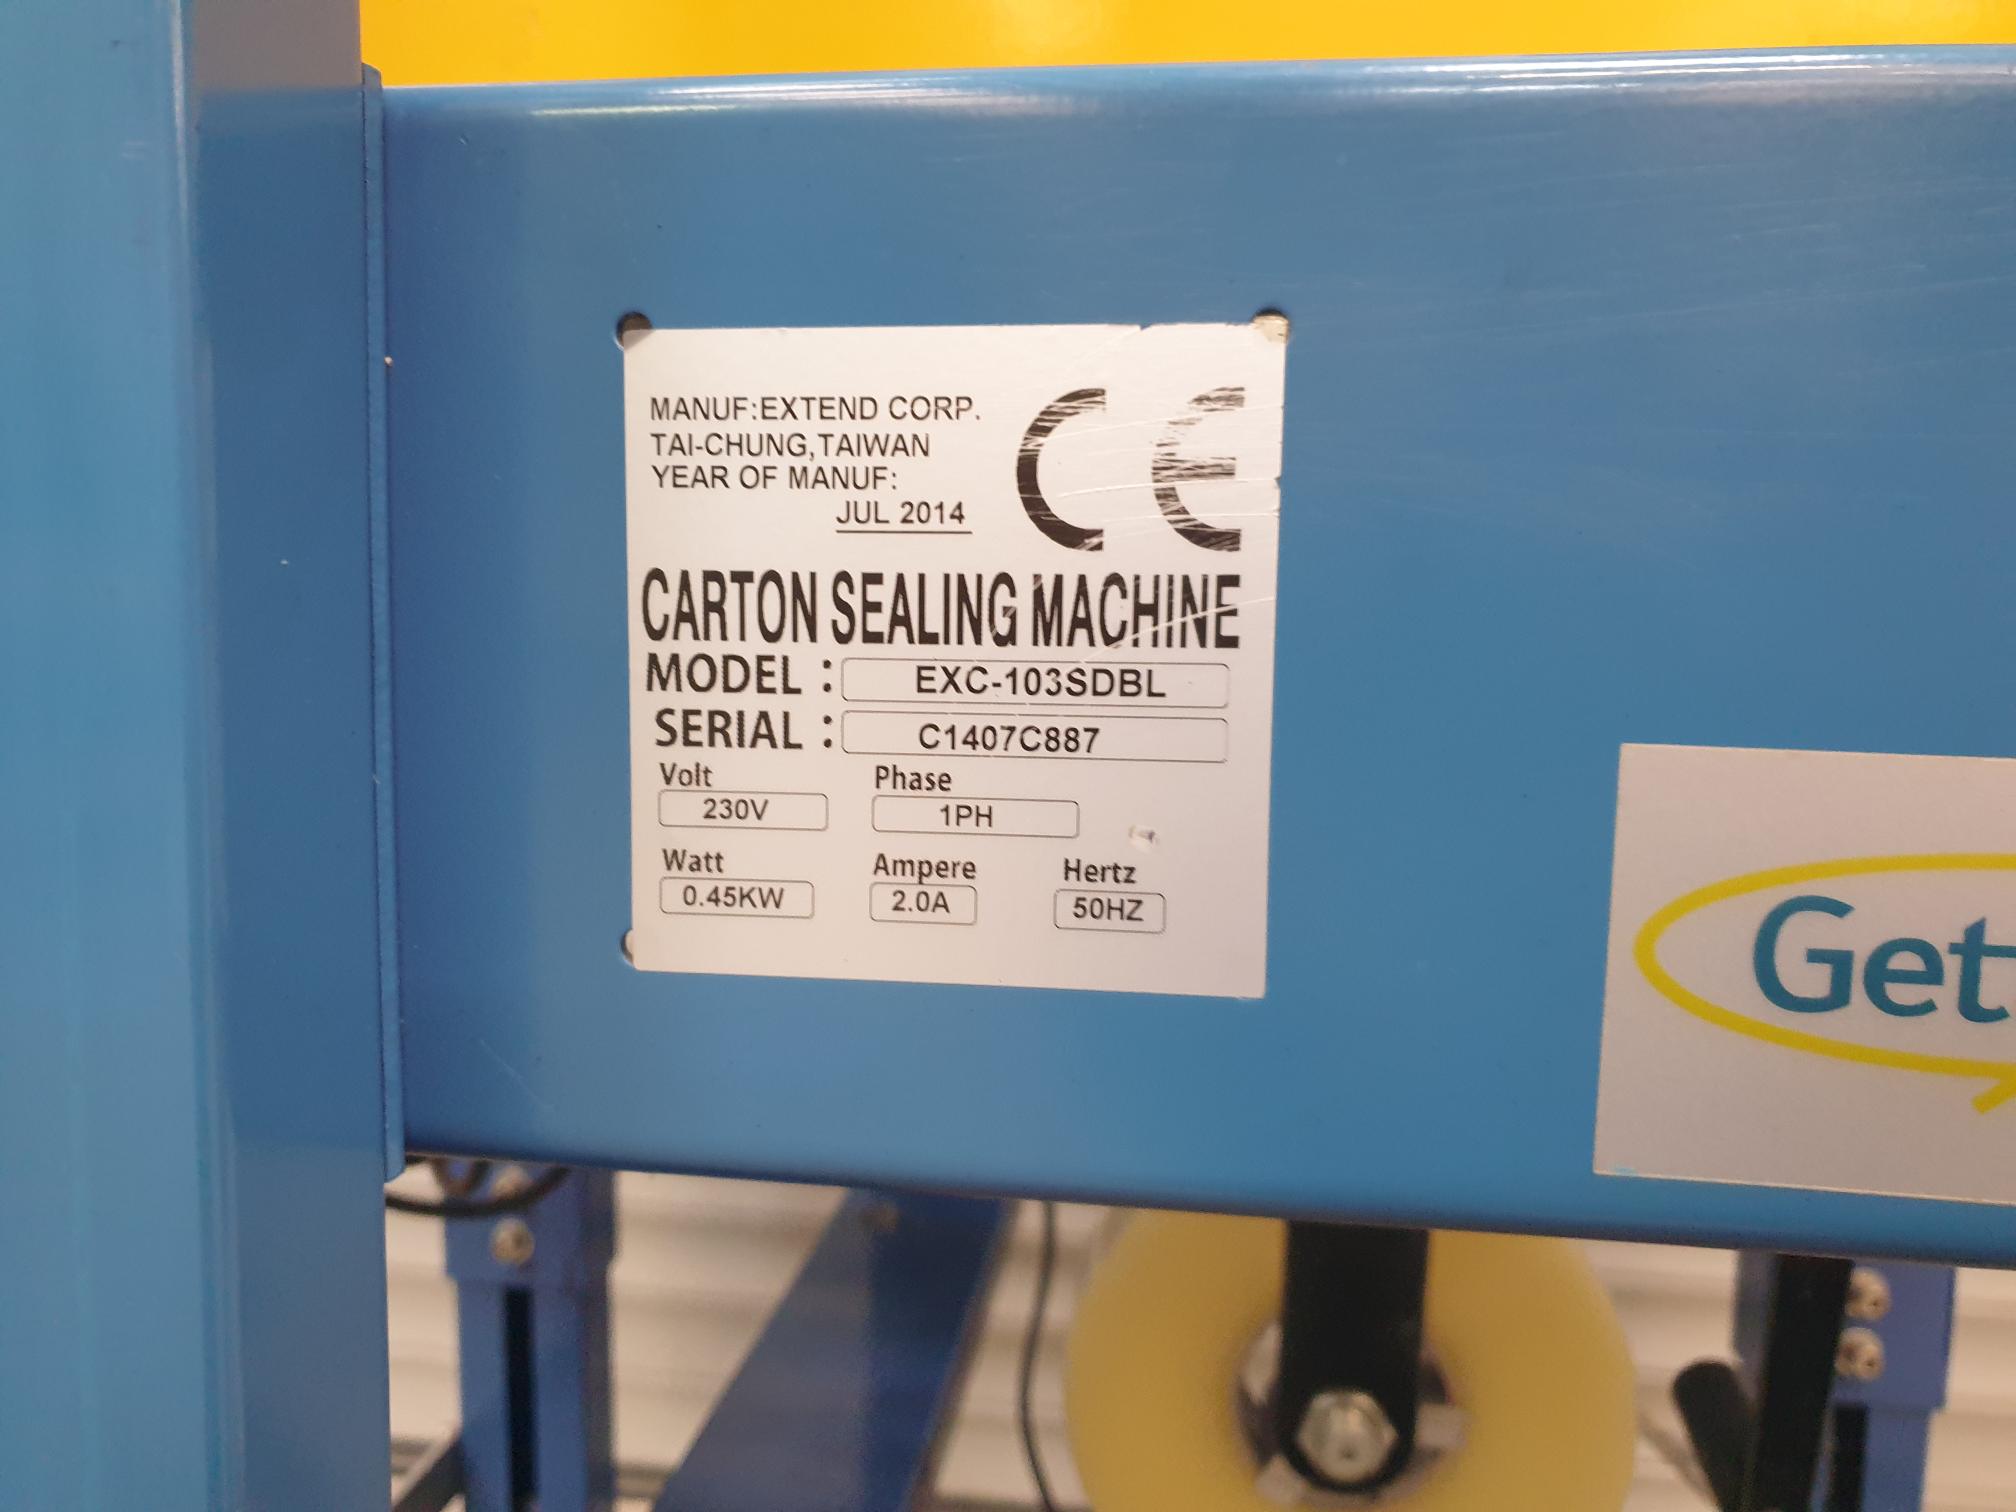 MANUF:EXTEND CORP.
TAI-CHUNG,TAIWAN
YEAR OF MANUF:
JUL 2014
CE
CARTON SEALING MACHINE
MODEL : EXC-103SDBL
SERIAL : C1407C887
Volt Phase
230V 1PH
Watt Ampere Hertz
0.45KW 2.0A 50HZ
Get